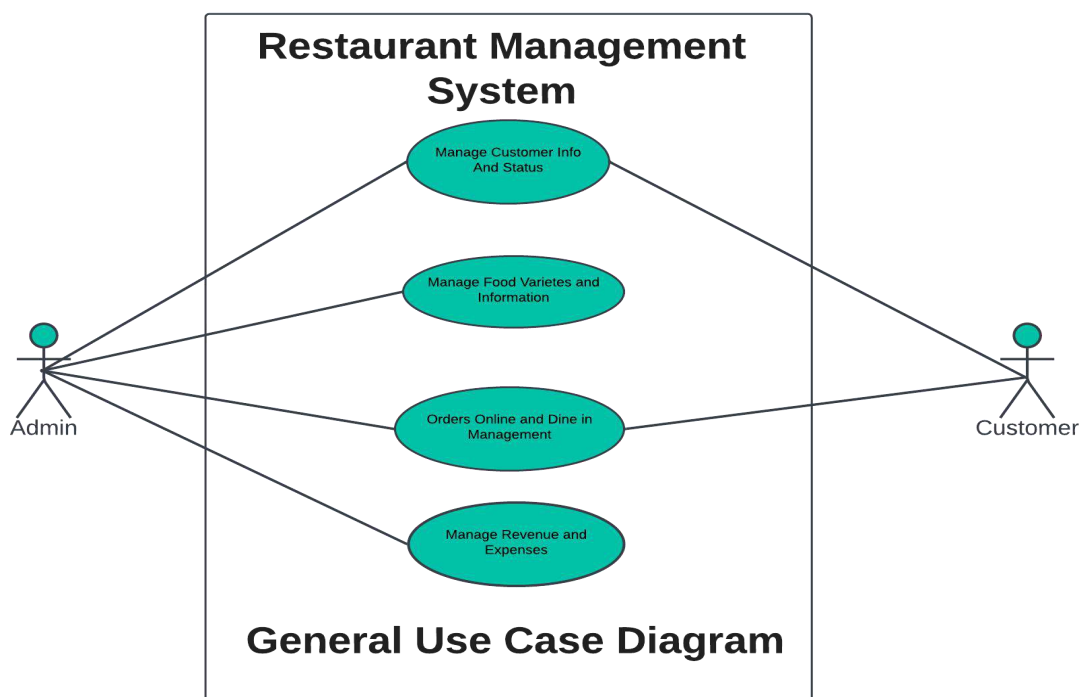 Restaurant Management
System
Manage Customer Info
And Status
Manage Food Varietes and
Information
Orders Online and Dine in
Management
Manage Revenue and
Expenses
Admin
Customer
General Use Case Diagram